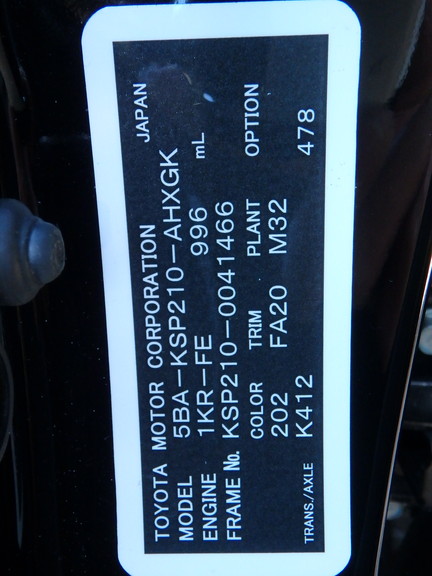 TOYOTA MOTOR CORPORATION JAPAN
MODEL 5BA-KSP210-AHXGK
ENGINE 1KR-FE 996 mL
FRAME No. KSP210-0041466
COLOR TRIM PLANT OPTION
202 FA20 M32
TRANS./AXLE K412 478